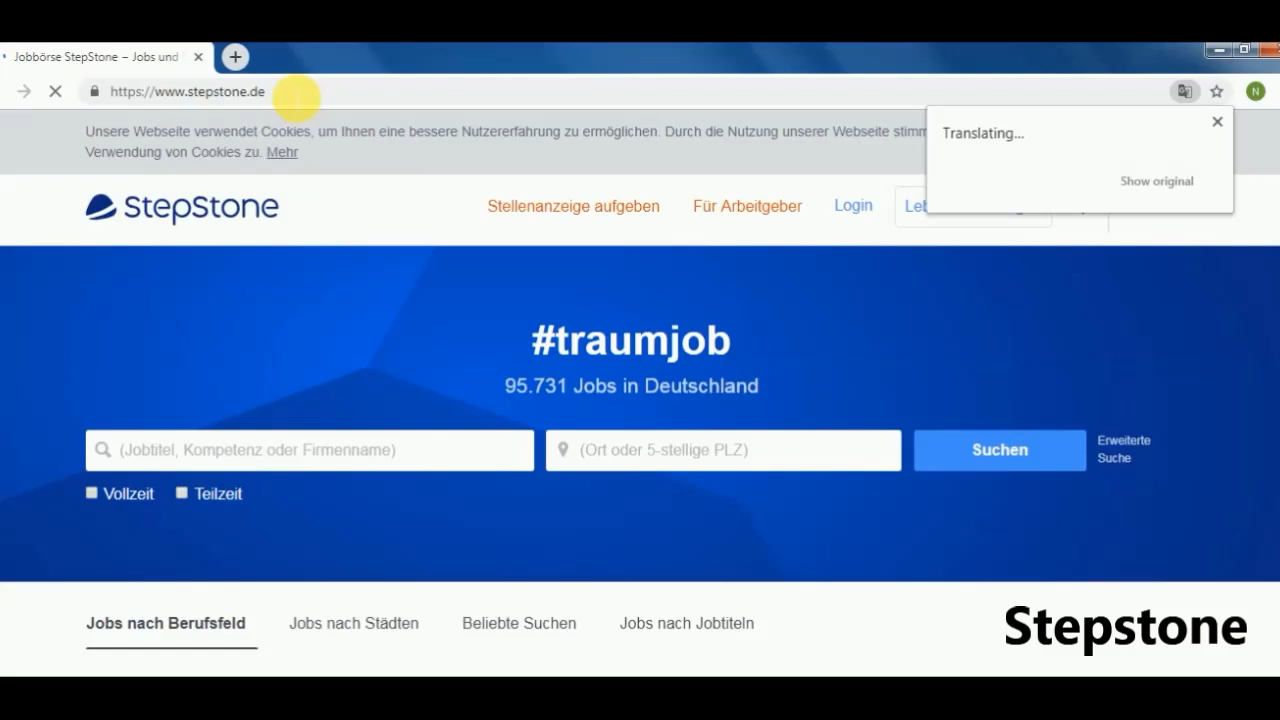 Jobbörse StepStone – Jobs und
https://www.stepstone.de
N
Unsere Webseite verwendet Cookies, um Ihnen eine bessere Nutzererfahrung zu ermöglichen. Durch die Nutzung unserer Webseite
Verwendung von Cookies zu. Mehr
Translating...
Show original
StepStone
Stellenanzeige aufgeben
Für Arbeitgeber
Login
#traumjob
95.731 Jobs in Deutschland
(Jobtitel, Kompetenz oder Firmenname)
(Ort oder 5-stellige PLZ)
Suchen
Erweiterte
Suche
Vollzeit
Teilzeit
Jobs nach Berufsfeld
Jobs nach Städten
Beliebte Suchen
Jobs nach Jobtiteln
Stepstone